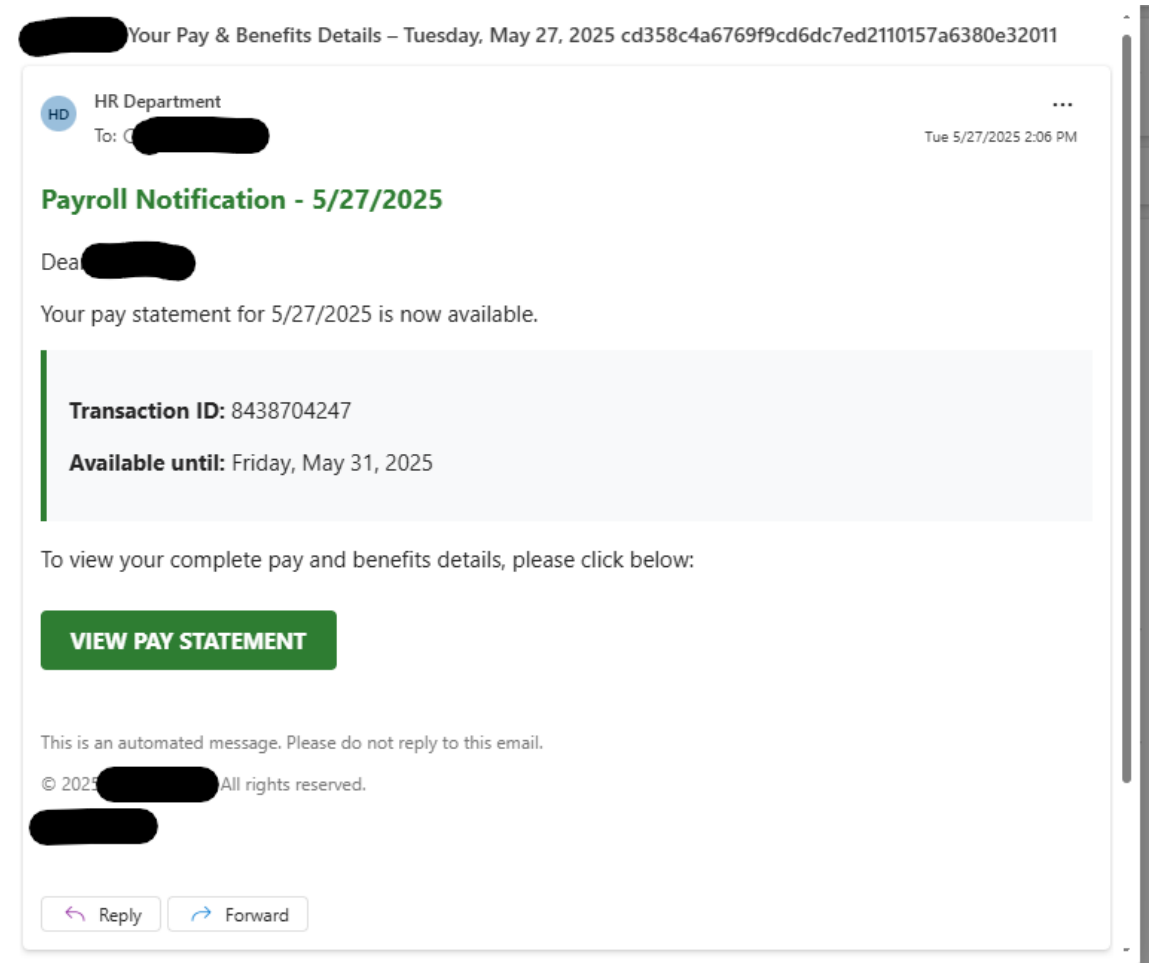 Your Pay & Benefits Details – Tuesday, May 27, 2025 cd358c4a6769f9cd6dc7ed2110157a6380e32011
HD
HR Department
...
To:
Tue 5/27/2025 2:06 PM
Payroll Notification - 5/27/2025
Dea
Your pay statement for 5/27/2025 is now available.
Transaction ID: 8438704247
Available until: Friday, May 31, 2025
To view your complete pay and benefits details, please click below:
VIEW PAY STATEMENT
This is an automated message. Please do not reply to this email.
© 2025 All rights reserved.
Reply
Forward